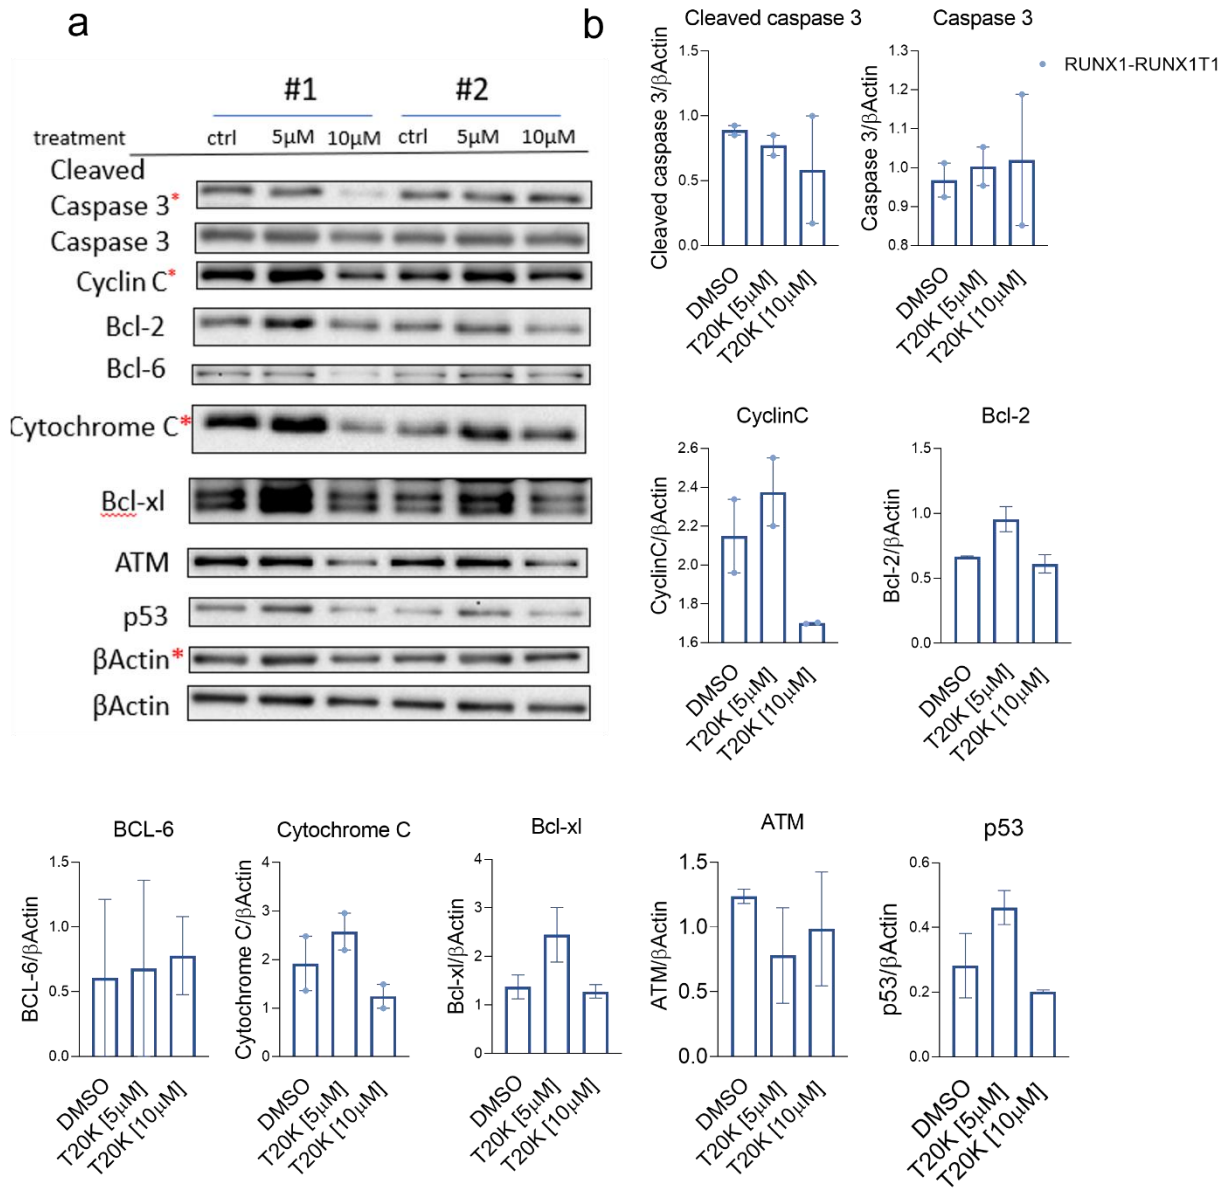 a
#1 #2
treatment ctrl 5µM 10µM ctrl 5µM 10µM
Cleaved
Caspase 3*
Caspase 3
Cyclin C*
Bcl-2
Bcl-6
Cytochrome C*
Bcl-xl
ATM
p53
βActin*
βActin
b
Cleaved caspase 3
Cleaved caspase 3/βActin
1.5
1.0
0.5
0.0
DMSO
T20K [5µM]
T20K [10µM]
Caspase 3
Caspase 3/βActin
1.3
1.2
1.1
1.0
0.9
0.8
DMSO
T20K [5µM]
T20K [10µM]
RUNX1-RUNX1T1
CyclinC
CyclinC/βActin
2.6
2.4
2.2
2.0
1.8
1.6
DMSO
T20K [5µM]
T20K [10µM]
Bcl-2
Bcl-2/βActin
1.5
1.0
0.5
0.0
DMSO
T20K [5µM]
T20K [10µM]
BCL-6
BCL-6/βActin
1.5
1.0
0.5
0.0
DMSO
T20K [5µM]
T20K [10µM]
Cytochrome C
Cytochrome C/βActin
4
3
2
1
0
DMSO
T20K [5µM]
T20K [10µM]
Bcl-xl
Bcl-xl/βActin
4
3
2
1
0
DMSO
T20K [5µM]
T20K [10µM]
ATM
ATM/βActin
1.5
1.0
0.5
0.0
DMSO
T20K [5µM]
T20K [10µM]
p53
p53/βActin
0.6
0.4
0.2
0.0
DMSO
T20K [5µM]
T20K [10µM]